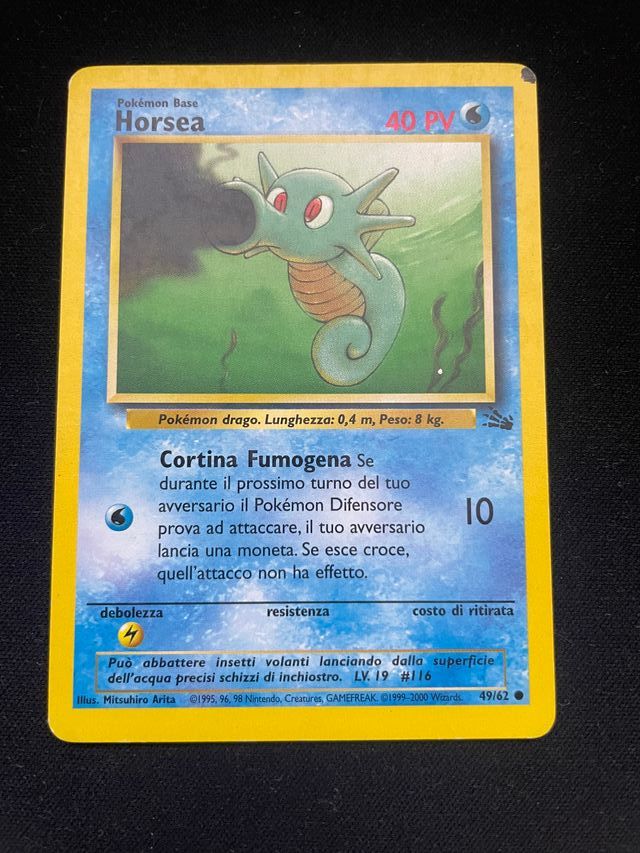 Pokémon Base
Horsea
40 PV
Pokémon drago. Lunghezza: 0,4 m, Peso: 8 kg.
Cortina Fumogena Se
durante il prossimo turno del tuo
avversario il Pokémon Difensore
prova ad attaccare, il tuo avversario
lancia una moneta. Se esce croce,
quell'attacco non ha effetto.
10
debolezza resistenza costo di ritirata
Può abbattere insetti volanti lanciando dalla superficie
dell'acqua precisi schizzi di inchiostro. LV. 19 #116
Illus. Mitsuhiro Arita ©1995, 96, 98 Nintendo, Creatures, GAMEFREAK. ©1999-2000 Wizards. 49/62